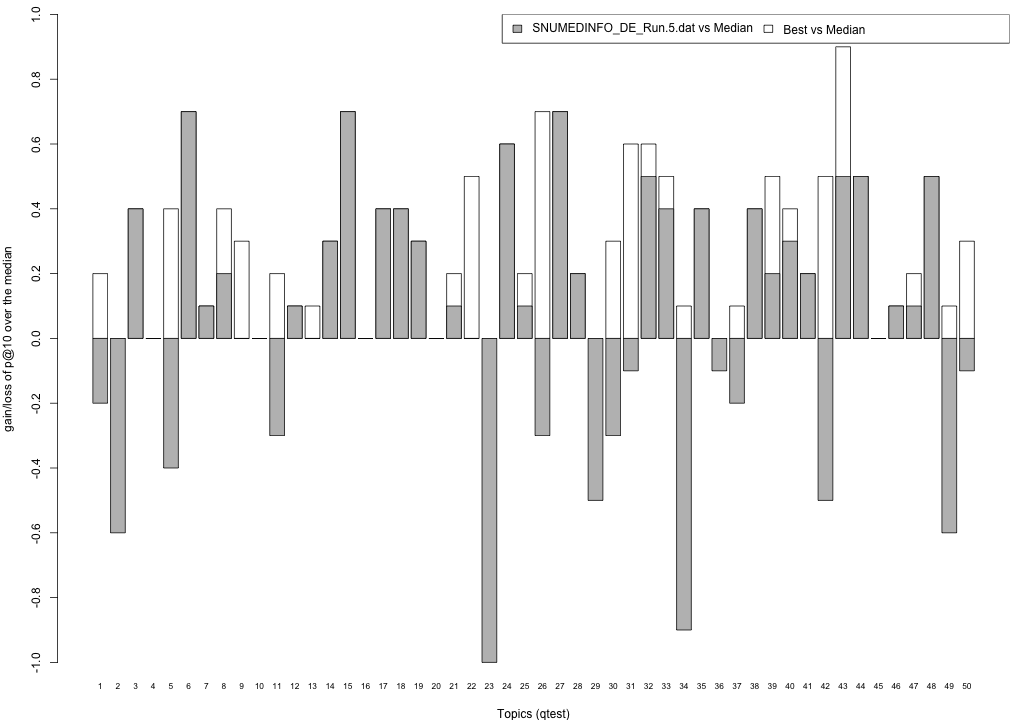 SNUMEDINFO_DE_Run.5.dat vs Median Best vs Median
gain/loss of p@10 over the median
1.0
0.8
0.6
0.4
0.2
0.0
-0.2
-0.4
-0.6
-0.8
-1.0
1 2 3 4 5 6 7 8 9 10 11 12 13 14 15 16 17 18 19 20 21 22 23 24 25 26 27 28 29 30 31 32 33 34 35 36 37 38 39 40 41 42 43 44 45 46 47 48 49 50
Topics (qtest)